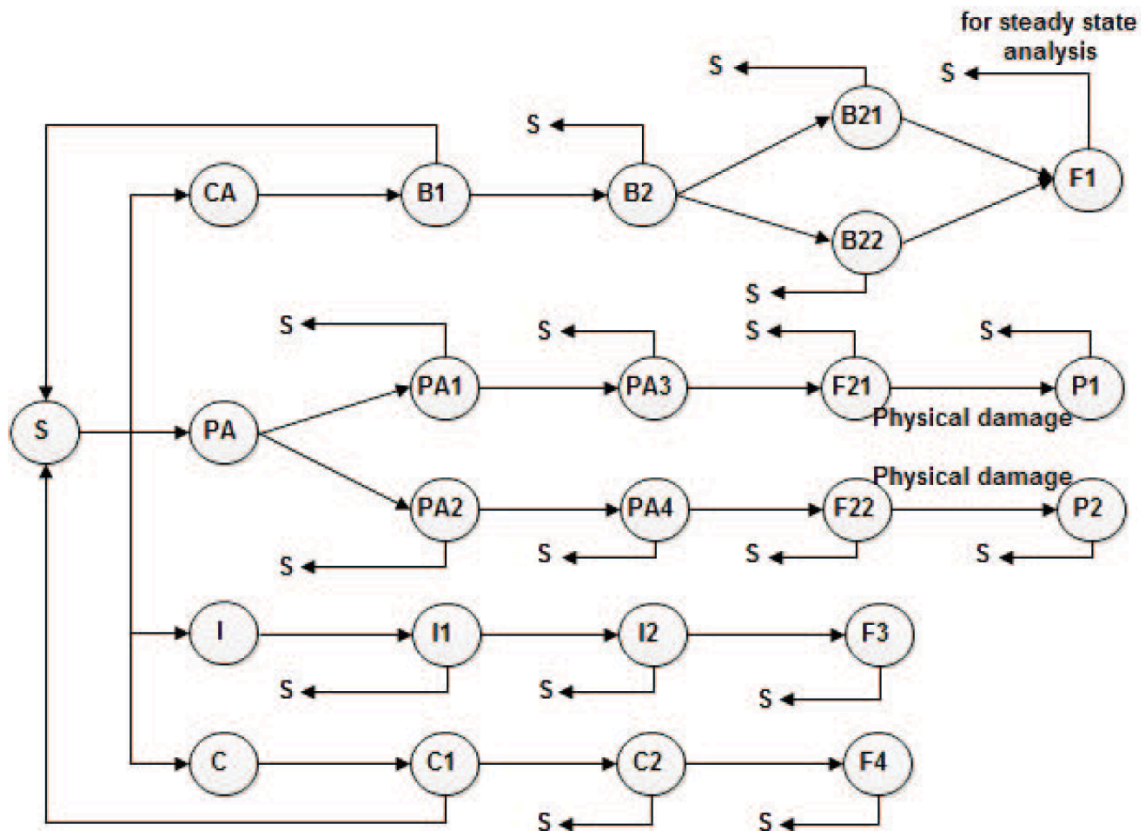 for steady state
analysis
S
S
S
B21
CA
B1
B2
F1
B22
S
S
S
S
S
PA1
PA3
F21
P1
Physical damage
S
PA
Physical damage
PA2
PA4
F22
P2
S
S
S
S
I
I1
I2
F3
S
S
S
C
C1
C2
F4
S
S